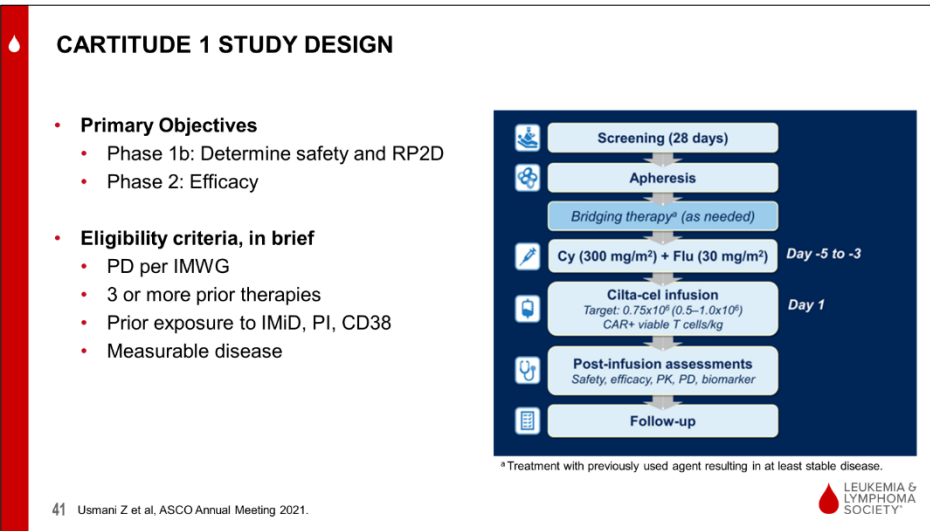 CARTITUDE 1 STUDY DESIGN
• Primary Objectives
• Phase 1b: Determine safety and RP2D
• Phase 2: Efficacy
• Eligibility criteria, in brief
• PD per IMWG
• 3 or more prior therapies
• Prior exposure to IMiD, PI, CD38
• Measurable disease
Screening (28 days)
Apheresis
Bridging therapyᵃ (as needed)
Cy (300 mg/m²) + Flu (30 mg/m²)
Day -5 to -3
Cilta-cel infusion
Target: 0.75x10⁶ (0.5–1.0x10⁶)
CAR+ viable T cells/kg
Day 1
Post-infusion assessments
Safety, efficacy, PK, PD, biomarker
Follow-up
ᵃ Treatment with previously used agent resulting in at least stable disease.
41 Usmani Z et al, ASCO Annual Meeting 2021.
LEUKEMIA &
LYMPHOMA
SOCIETY°